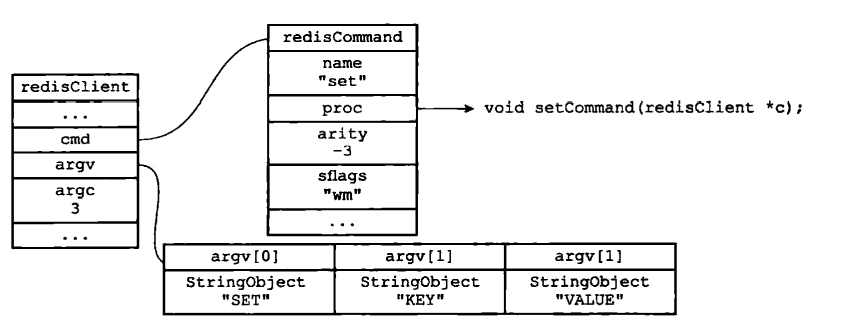 redisClient
...
cmd
argv
argc
3
...
redisCommand
name
"set"
proc
arity
-3
sflags
"wm"
...
void setCommand(redisClient *c);
argv[0] argv[1] argv[1]
StringObject StringObject StringObject
"SET" "KEY" "VALUE"